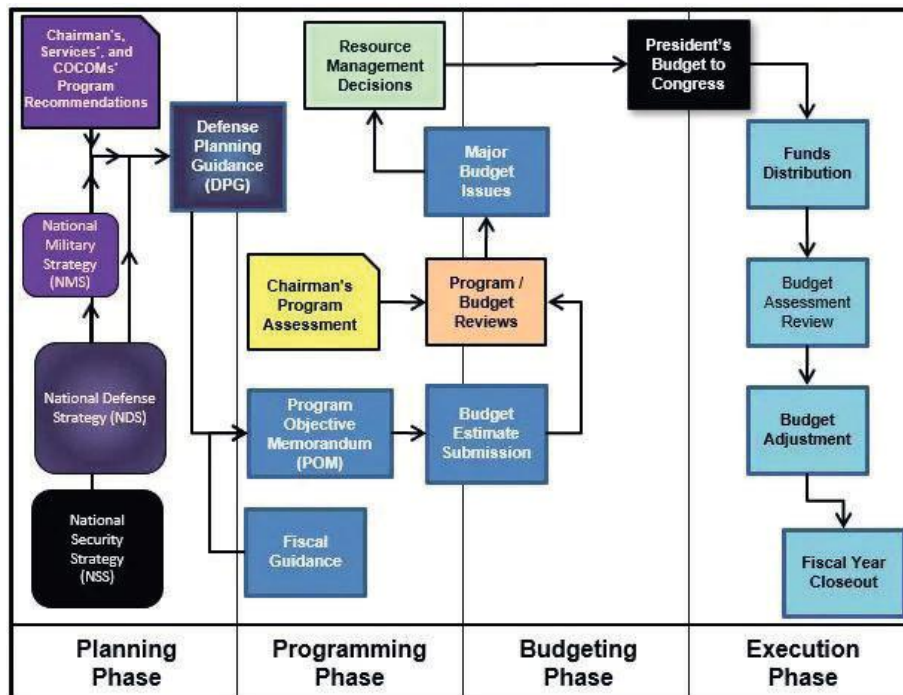 Chairman's,
Services', and
COCOMs'
Program
Recommendations
Defense
Planning
Guidance
(DPG)
National
Military
Strategy
(NMS)
National Defense
Strategy (NDS)
National
Security
Strategy
(NSS)
Resource
Management
Decisions
Major
Budget
Issues
Chairman's
Program
Assessment
Program /
Budget
Reviews
Program
Objective
Memorandum
(POM)
Budget
Estimate
Submission
Fiscal
Guidance
President's
Budget to
Congress
Funds
Distribution
Budget
Assessment
Review
Budget
Adjustment
Fiscal Year
Closeout
Planning
Phase
Programming
Phase
Budgeting
Phase
Execution
Phase